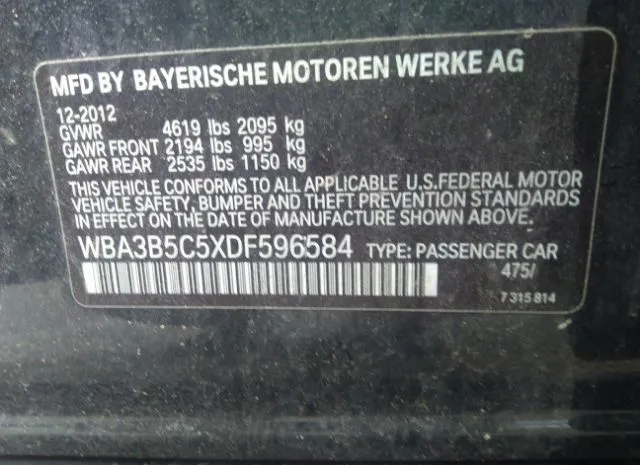 MFD BY BAYERISCHE MOTOREN WERKE AG
12-2012
GVWR 4619 lbs 2095 kg
GAWR FRONT 2194 lbs 995 kg
GAWR REAR 2535 lbs 1150 kg
THIS VEHICLE CONFORMS TO ALL APPLICABLE U.S.FEDERAL MOTOR
VEHICLE SAFETY, BUMPER AND THEFT PREVENTION STANDARDS
IN EFFECT ON THE DATE OF MANUFACTURE SHOWN ABOVE.
WBA3B5C5XDF596584 TYPE: PASSENGER CAR
475/
7 315 814